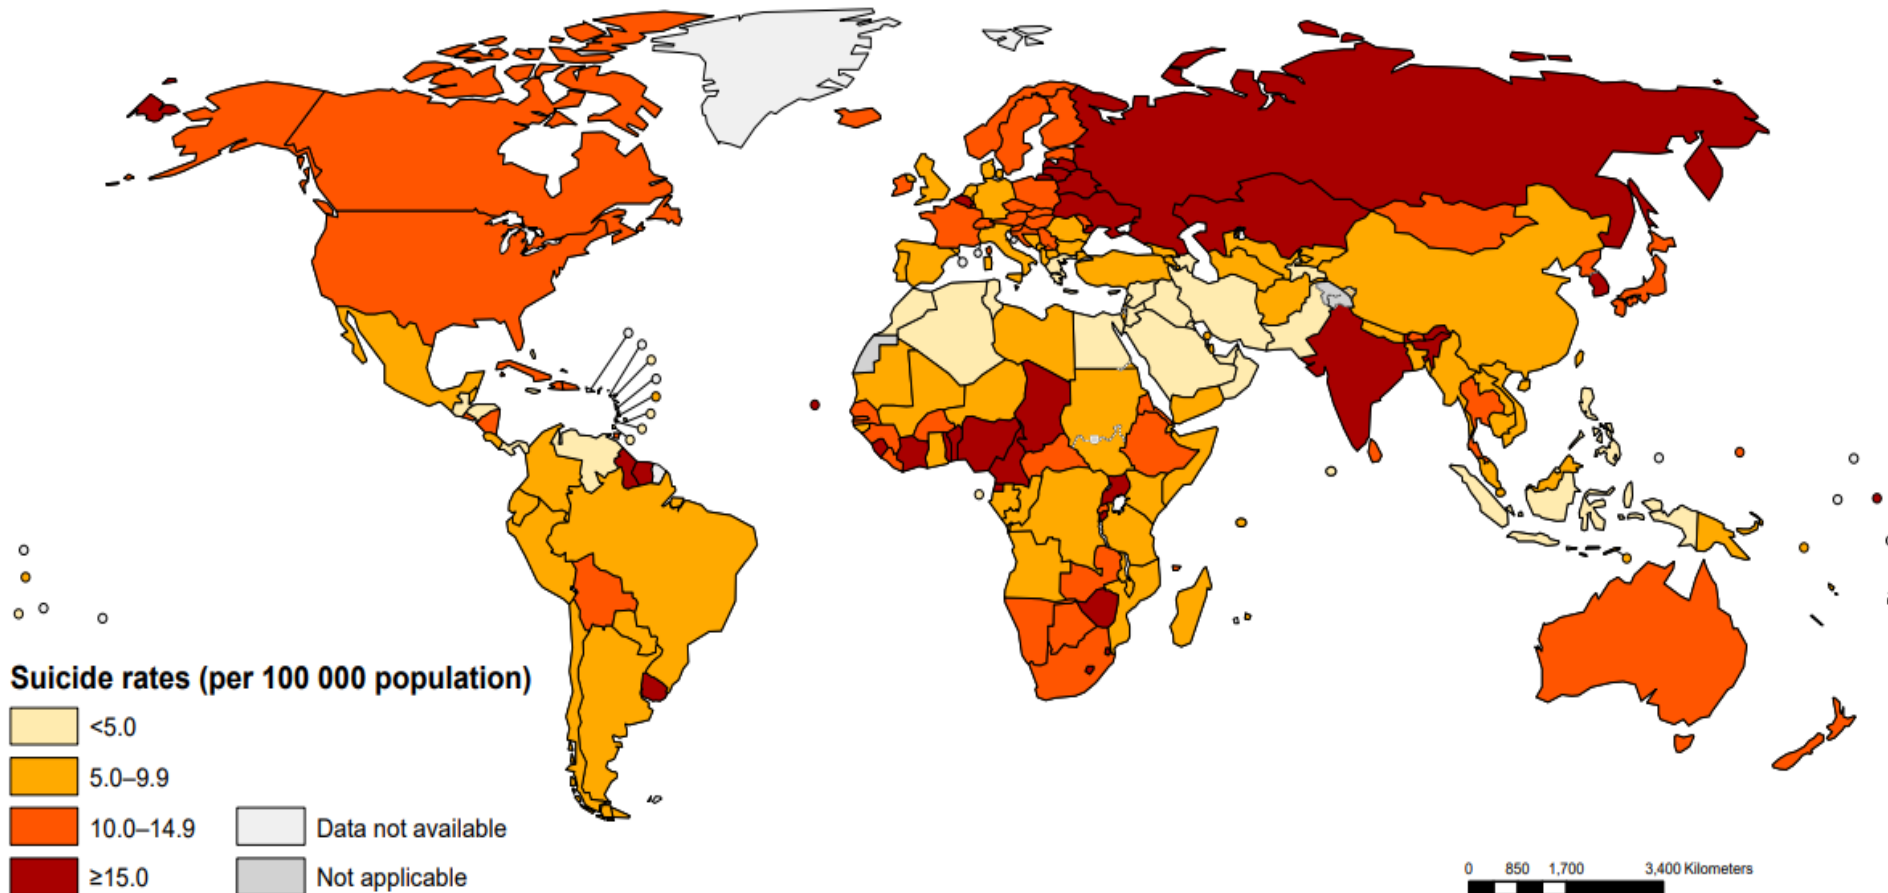 Suicide rates (per 100 000 population)
<5.0
5.0–9.9
10.0–14.9
≥15.0
Data not available
Not applicable
0 850 1,700 3,400 Kilometers